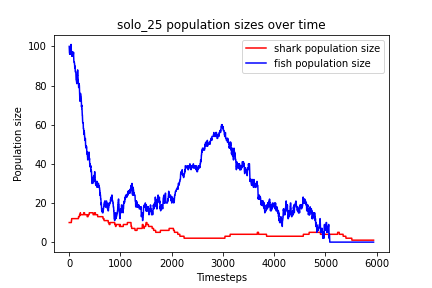 solo_25 population sizes over time
shark population size
fish population size
Population size
100
80
60
40
20
0
0 1000 2000 3000 4000 5000 6000
Timesteps